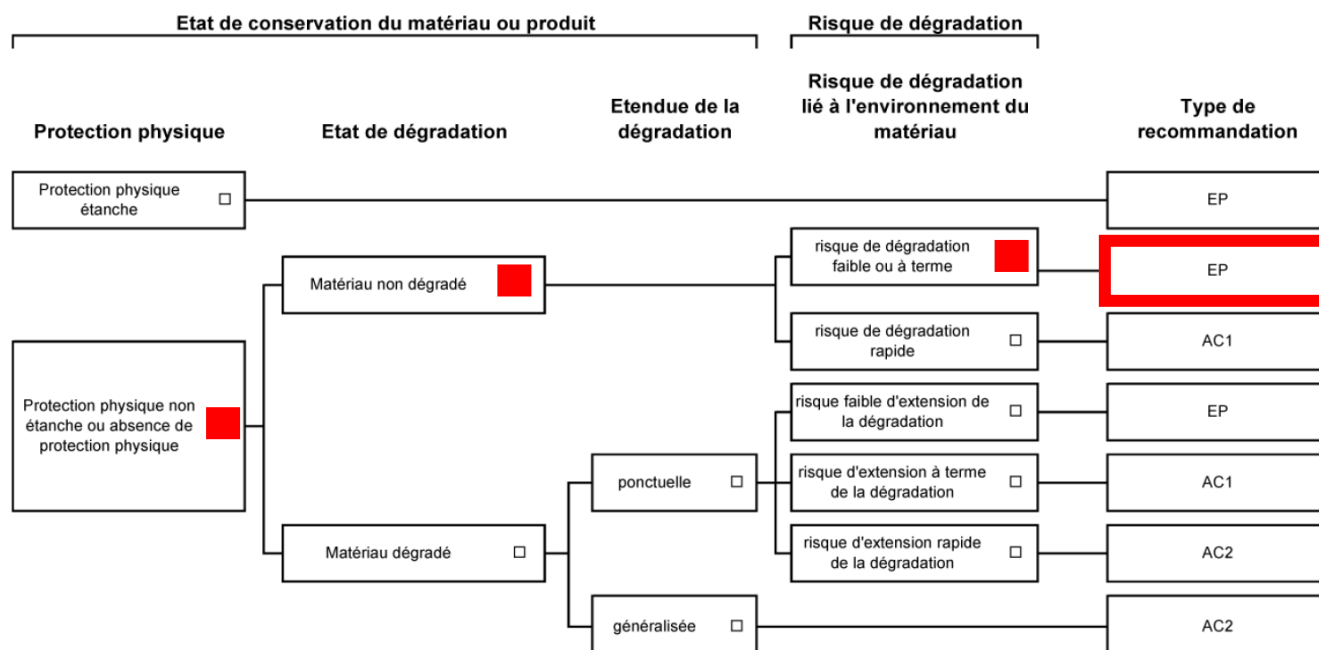 Etat de conservation du matériau ou produit
Risque de dégradation
Protection physique
Etat de dégradation
Etendue de la
dégradation
Risque de dégradation
lié à l'environnement du
matériau
Type de
recommandation
Protection physique
étanche
EP
Matériau non dégradé
risque de dégradation
faible ou à terme
EP
risque de dégradation
rapide
AC1
Protection physique non
étanche ou absence de
protection physique
risque faible d'extension de
la dégradation
EP
ponctuelle
risque d'extension à terme
de la dégradation
AC1
Matériau dégradé
risque d'extension rapide
de la dégradation
AC2
généralisée
AC2